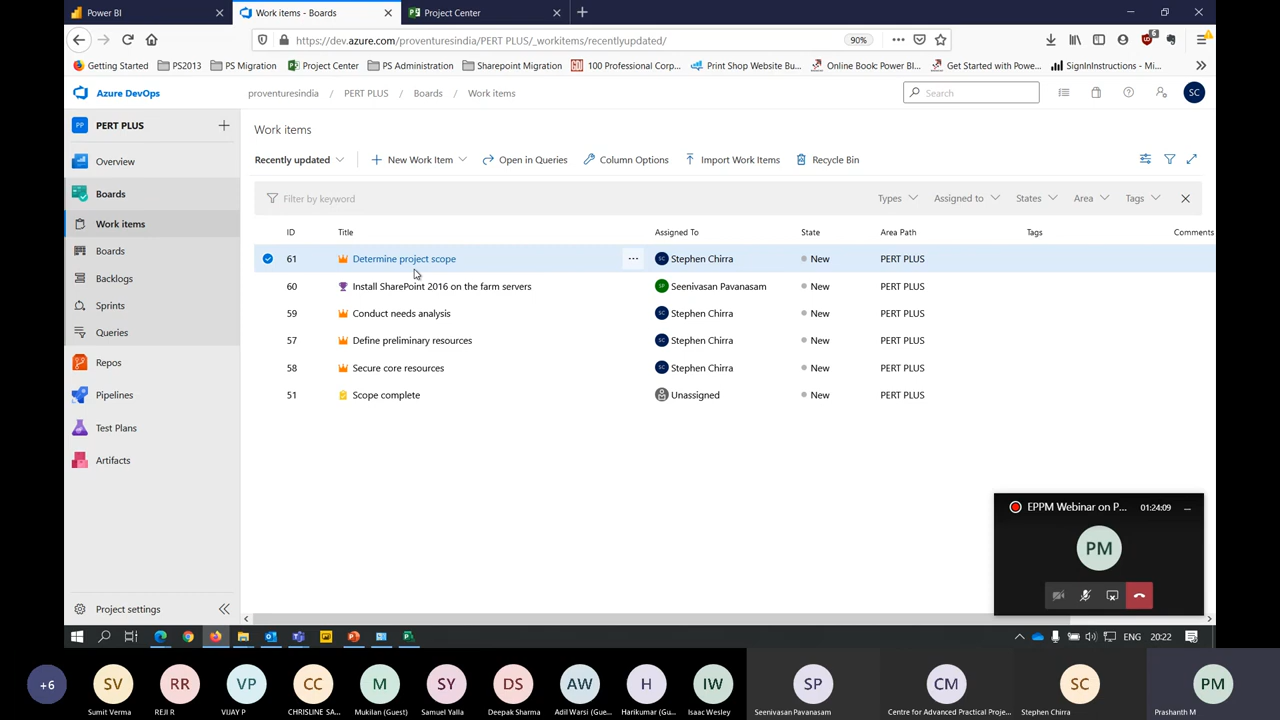 Power BI
Work items - Boards
Project Center
https://dev.azure.com/proventuresindia/PERT PLUS/_workitems/recentlyupdated/
90%
6
Getting Started
PS2013
PS Migration
Project Center
PS Administration
Sharepoint Migration
100 Professional Corp...
Print Shop Website Bu...
Online Book: Power BI...
Get Started with Powe...
SignInInstructions - Mi...
Azure DevOps
proventuresindia
PERT PLUS
Boards
Work items
Search
SC
PP
PERT PLUS
Overview
Boards
Work items
Boards
Backlogs
Sprints
Queries
Repos
Pipelines
Test Plans
Artifacts
Project settings
Work items
Recently updated
New Work Item
Open in Queries
Column Options
Import Work Items
Recycle Bin
Filter by keyword
Types
Assigned to
States
Area
Tags
ID Title Assigned To State Area Path Tags Comments
61 Determine project scope ... SC Stephen Chirra New PERT PLUS
60 Install SharePoint 2016 on the farm servers SP Seenivasan Pavanasam New PERT PLUS
59 Conduct needs analysis SC Stephen Chirra New PERT PLUS
57 Define preliminary resources SC Stephen Chirra New PERT PLUS
58 Secure core resources SC Stephen Chirra New PERT PLUS
51 Scope complete Unassigned New PERT PLUS
EPPM Webinar on P... 01:24:09
PM
ENG 20:22
+6 SV RR VP CC M SY DS AW H IW SP CM SC PM
Sumit Verma
REJI R
VIJAY P
CHRISLINE SA...
Mukilan (Guest)
Samuel Yalla
Deepak Sharma
Adil Warsi (Gue...
Harikumar (Gu...
Isaac Wesley
Seenivasan Pavanasam
Centre for Advanced Practical Proje...
Stephen Chirra
Prashanth M